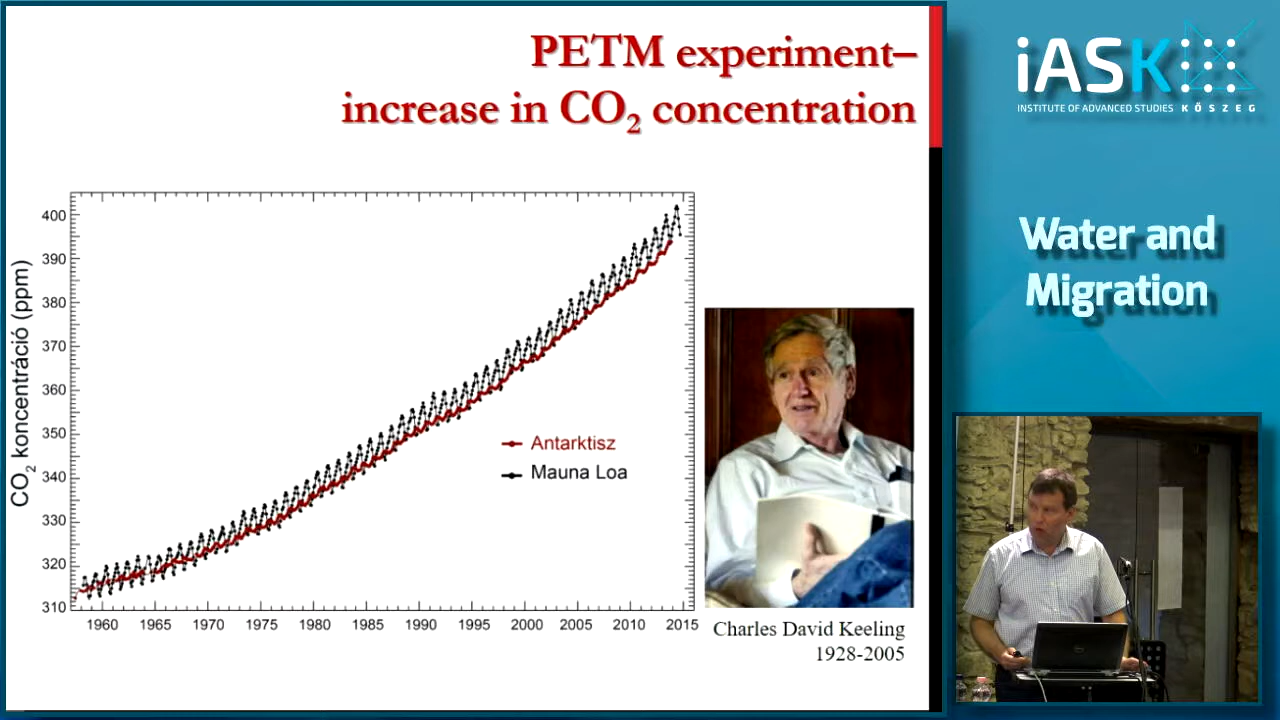 PETM experiment–
increase in CO2 concentration
CO2 koncentráció (ppm)
400
390
380
370
360
350
340
330
320
310
1960 1965 1970 1975 1980 1985 1990 1995 2000 2005 2010 2015
Antarktisz
Mauna Loa
Charles David Keeling
1928-2005
iASK
INSTITUTE OF ADVANCED STUDIES KŐSZEG
Water and
Migration